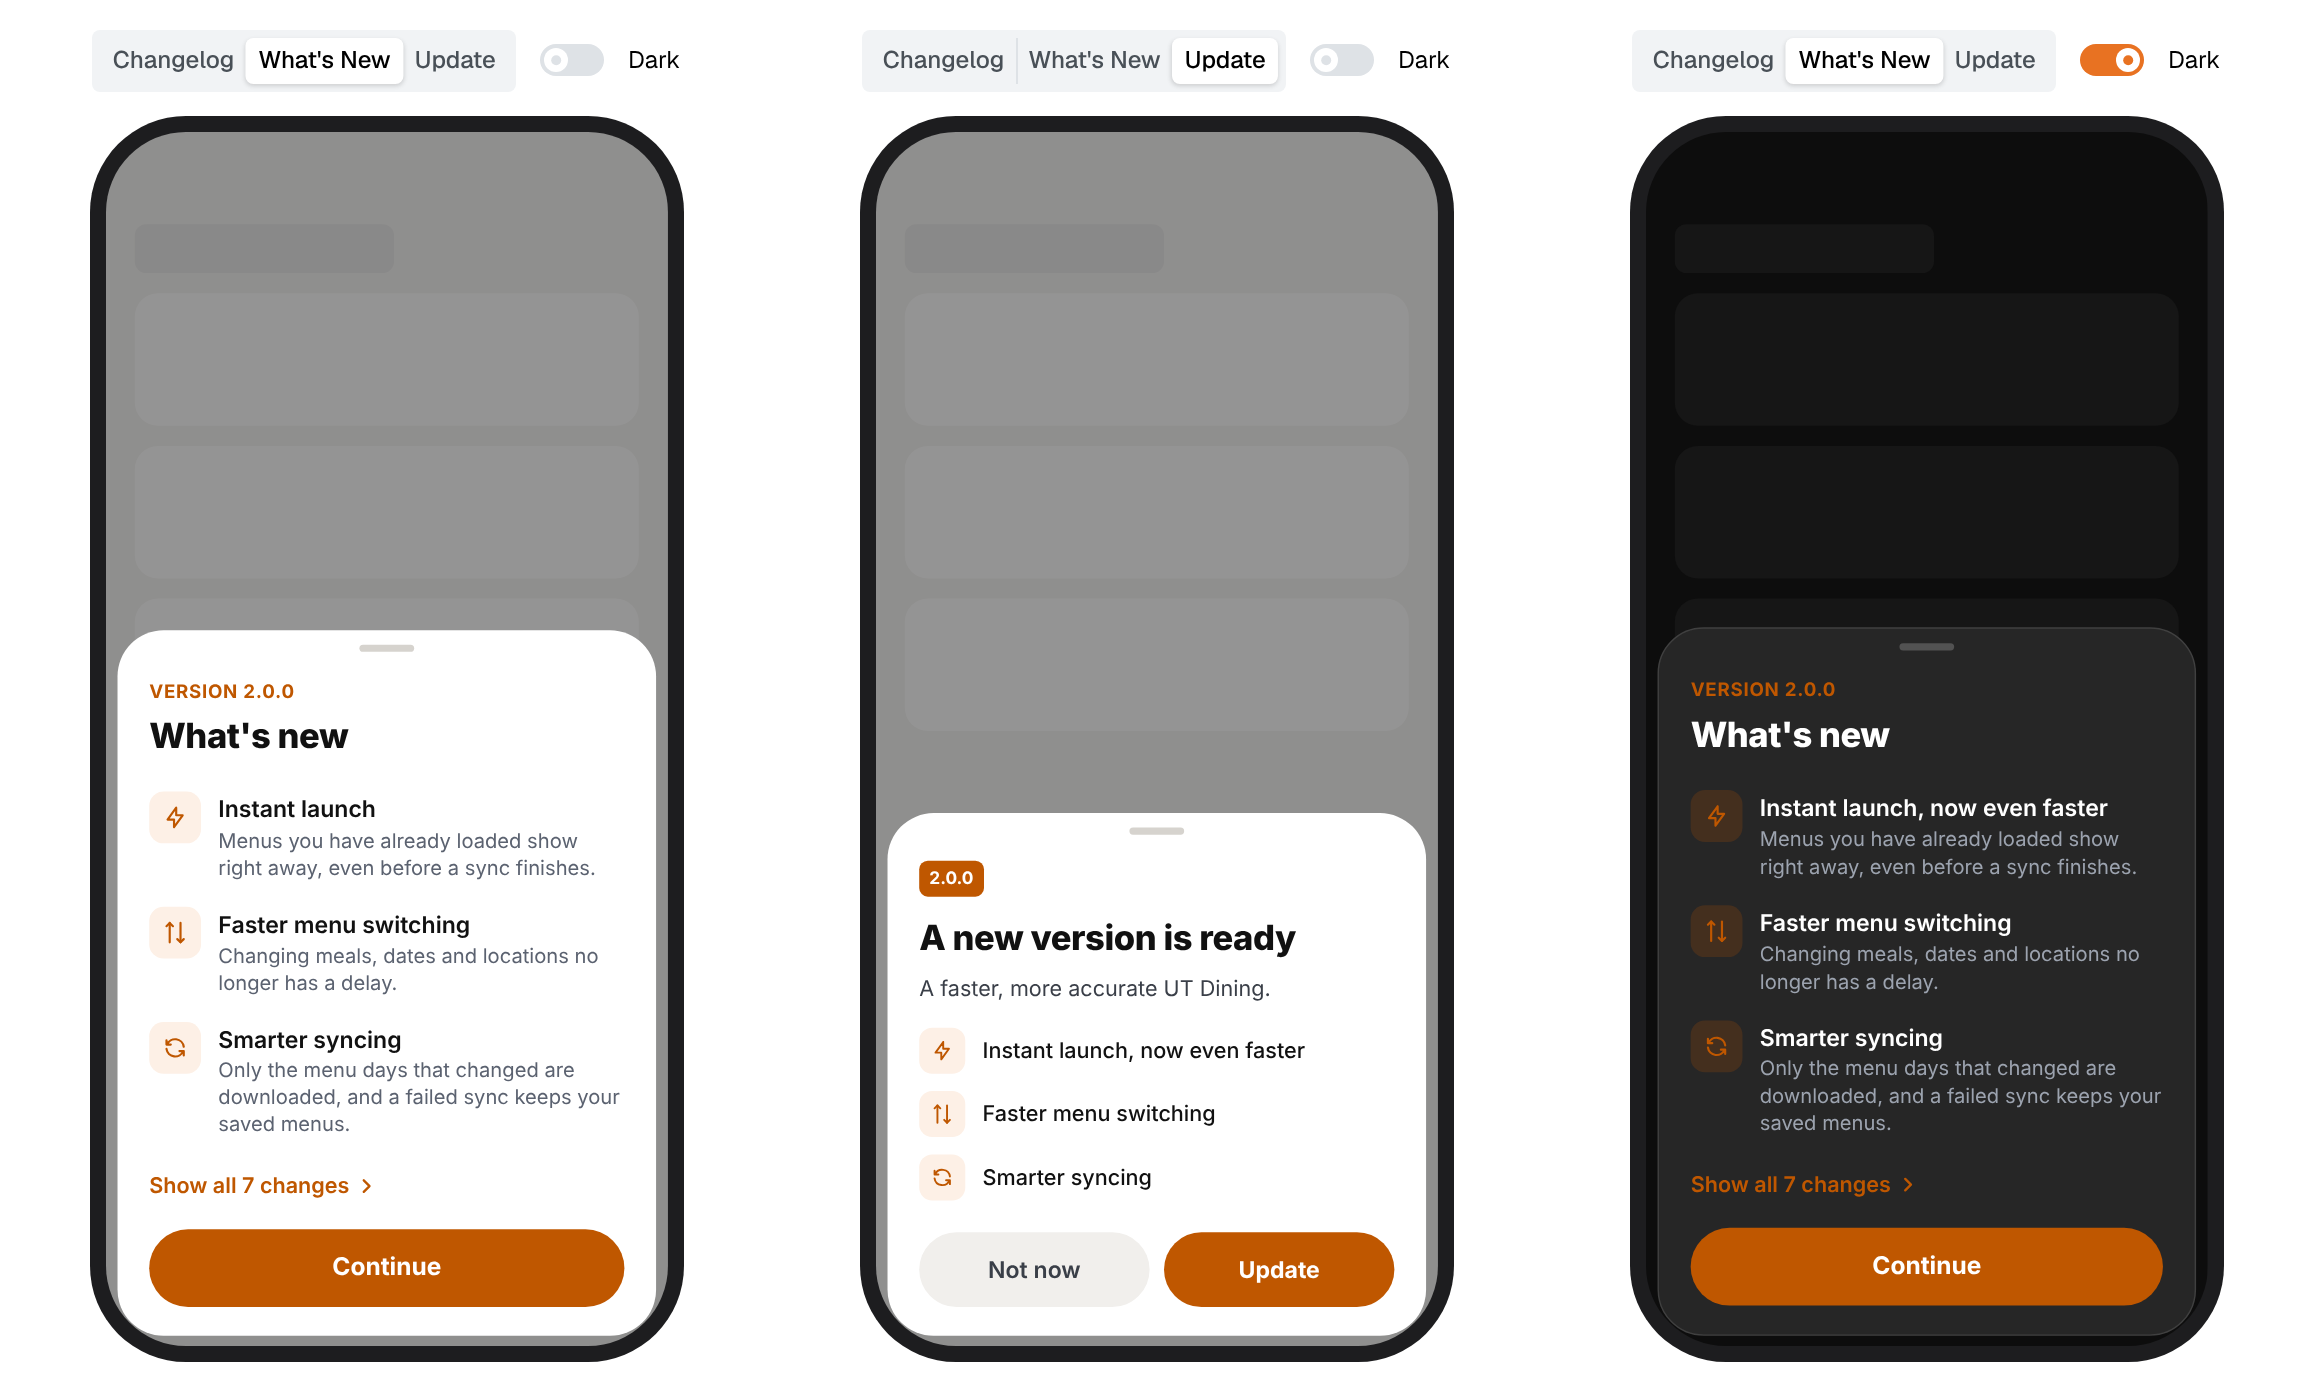 Changelog What's New Update Dark
VERSION 2.0.0
What's new
Instant launch
Menus you have already loaded show
right away, even before a sync finishes.
Faster menu switching
Changing meals, dates and locations no
longer has a delay.
Smarter syncing
Only the menu days that changed are
downloaded, and a failed sync keeps your
saved menus.
Show all 7 changes
Continue
Changelog What's New Update Dark
2.0.0
A new version is ready
A faster, more accurate UT Dining.
Instant launch, now even faster
Faster menu switching
Smarter syncing
Not now Update
Changelog What's New Update Dark
VERSION 2.0.0
What's new
Instant launch, now even faster
Menus you have already loaded show
right away, even before a sync finishes.
Faster menu switching
Changing meals, dates and locations no
longer has a delay.
Smarter syncing
Only the menu days that changed are
downloaded, and a failed sync keeps your
saved menus.
Show all 7 changes
Continue